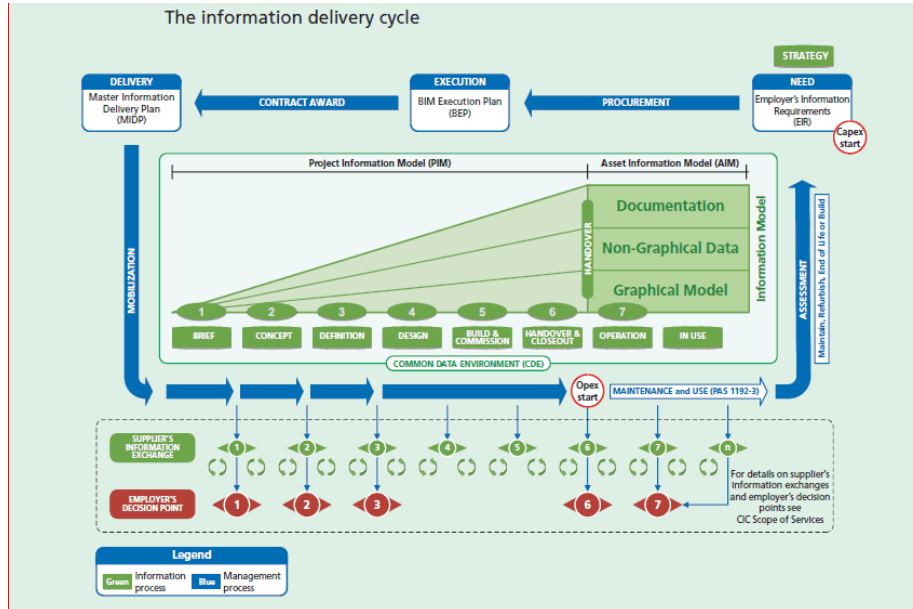 The information delivery cycle
STRATEGY
DELIVERY
Master Information
Delivery Plan
(MIDP)
CONTRACT AWARD
EXECUTION
BIM Execution Plan
(BEP)
PROCUREMENT
NEED
Employer's Information
Requirements
(EIR)
Capex
start
Project Information Model (PIM)
Asset Information Model (AIM)
MOBILIZATION
HANDOVER
Documentation
Non-Graphical Data
Graphical Model
Information Model
ASSESSMENT
Maintain, Refurbish, End of Life or Build
1
2
3
4
5
6
7
BRIEF
CONCEPT
DEFINITION
DESIGN
BUILD &
COMMISSION
HANDOVER &
CLOSEOUT
OPERATION
IN USE
COMMON DATA ENVIRONMENT (CDE)
Opex
start
MAINTENANCE and USE (PAS 1192-3)
SUPPLIER'S
INFORMATION
EXCHANGE
1
2
3
4
5
6
7
n
EMPLOYER'S
DECISION POINT
1
2
3
6
7
For details on supplier's
information exchanges
and employer's decision
points see
CIC Scope of Services
Legend
Green
Information
process
Blue
Management
process